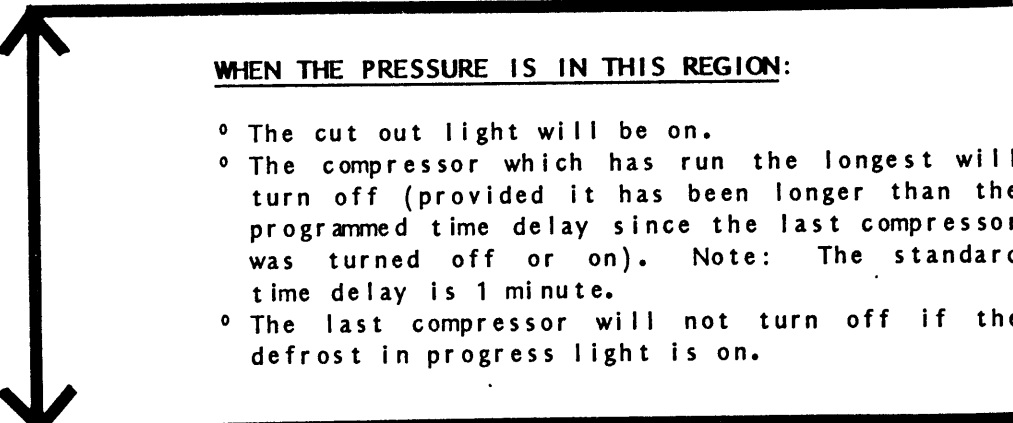 WHEN THE PRESSURE IS IN THIS REGION:
° The cut out light will be on.
° The compressor which has run the longest will
turn off (provided it has been longer than the
programmed time delay since the last compressor
was turned off or on). Note: The standard
time delay is 1 minute.
° The last compressor will not turn off if the
defrost in progress light is on.